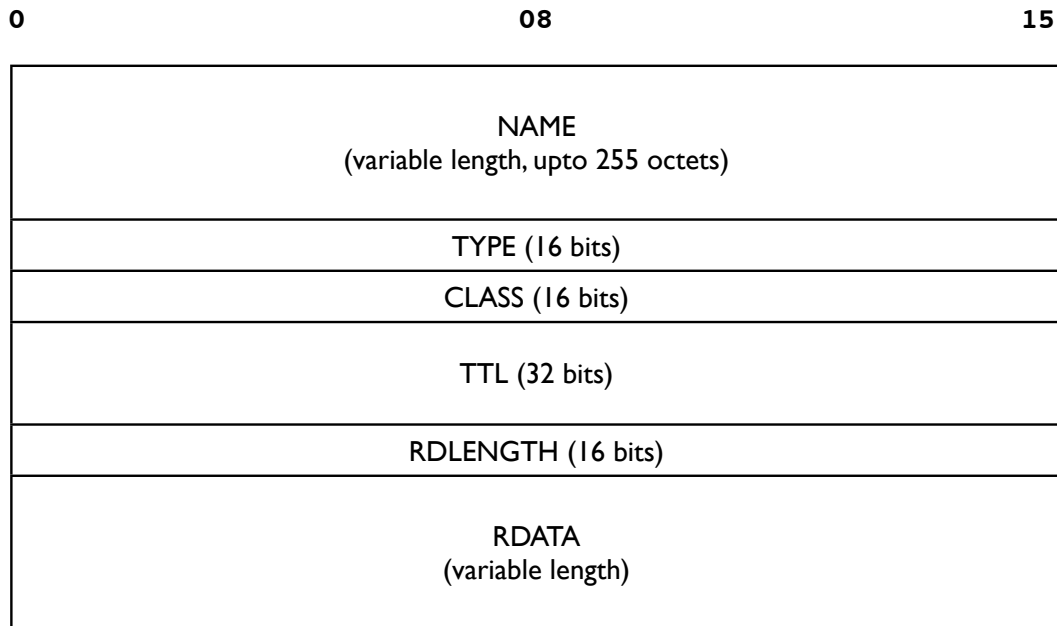 0 08 15
NAME
(variable length, upto 255 octets)
TYPE (16 bits)
CLASS (16 bits)
TTL (32 bits)
RDLENGTH (16 bits)
RDATA
(variable length)